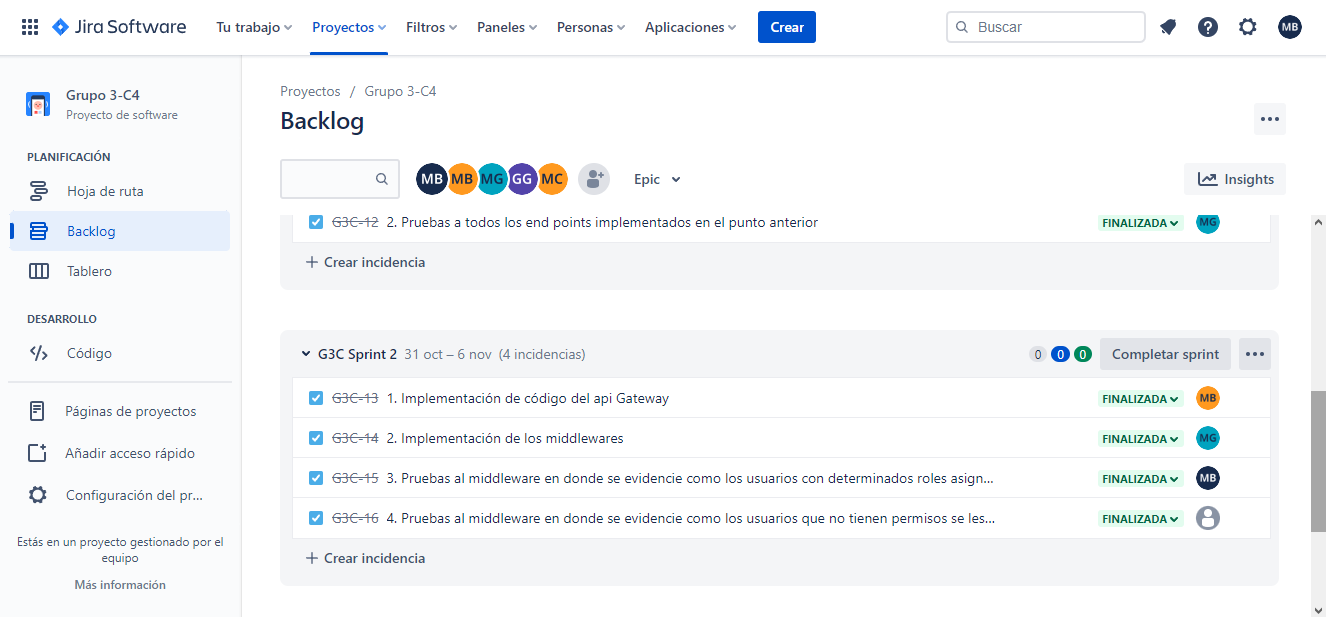 Jira Software Tu trabajo Proyectos Filtros Paneles Personas Aplicaciones Crear Buscar MB
Grupo 3-C4
Proyecto de software
PLANIFICACIÓN
Hoja de ruta
Backlog
Tablero
DESARROLLO
Código
Páginas de proyectos
Añadir acceso rápido
Configuración del pr...
Estás en un proyecto gestionado por el
equipo
Más información
Proyectos / Grupo 3-C4
Backlog
MB MB MG GG MC Epic Insights
G3C-12 2. Pruebas a todos los end points implementados en el punto anterior FINALIZADA MG
+ Crear incidencia
G3C Sprint 2 31 oct – 6 nov (4 incidencias) 0 0 0 Completar sprint
G3C-13 1. Implementación de código del api Gateway FINALIZADA MB
G3C-14 2. Implementación de los middlewares FINALIZADA MG
G3C-15 3. Pruebas al middleware en donde se evidencie como los usuarios con determinados roles asign... FINALIZADA MB
G3C-16 4. Pruebas al middleware en donde se evidencie como los usuarios que no tienen permisos se les... FINALIZADA
+ Crear incidencia